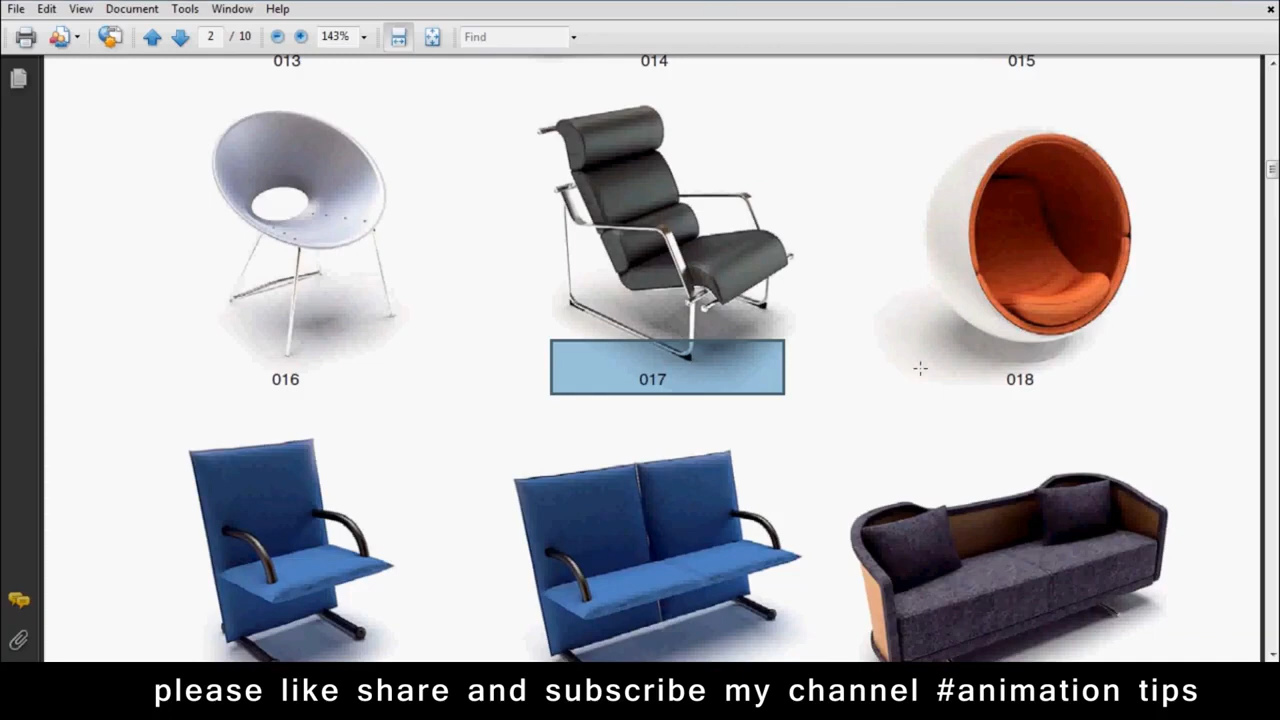 File Edit View Document Tools Window Help
2 / 10 143% Find
013 014 015
016 017 018
please like share and subscribe my channel #animation tips